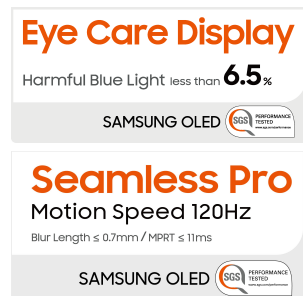 Eye Care Display
Harmful Blue Light less than 6.5%
SAMSUNG OLED
SGS
PERFORMANCE
TESTED
Seamless Pro
Motion Speed 120Hz
Blur Length ≤ 0.7mm / MPRT ≤ 11ms
SAMSUNG OLED
SGS
PERFORMANCE
TESTED